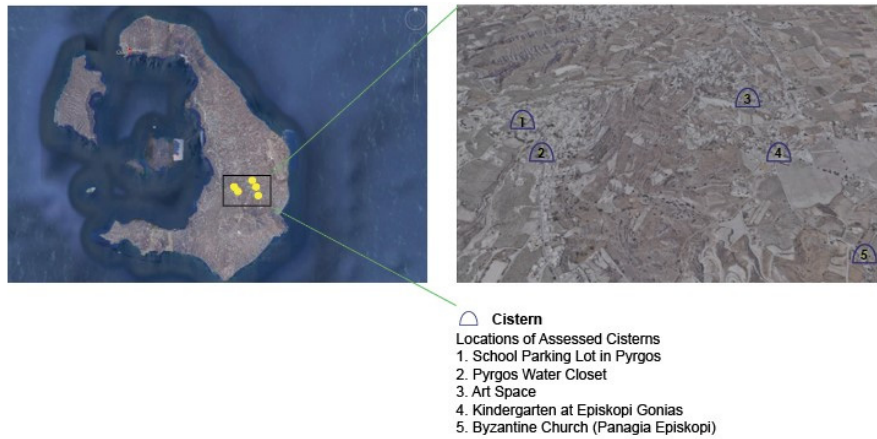 1
2
3
4
5
Cistern
Locations of Assessed Cisterns
1. School Parking Lot in Pyrgos
2. Pyrgos Water Closet
3. Art Space
4. Kindergarten at Episkopi Gonias
5. Byzantine Church (Panagia Episkopi)